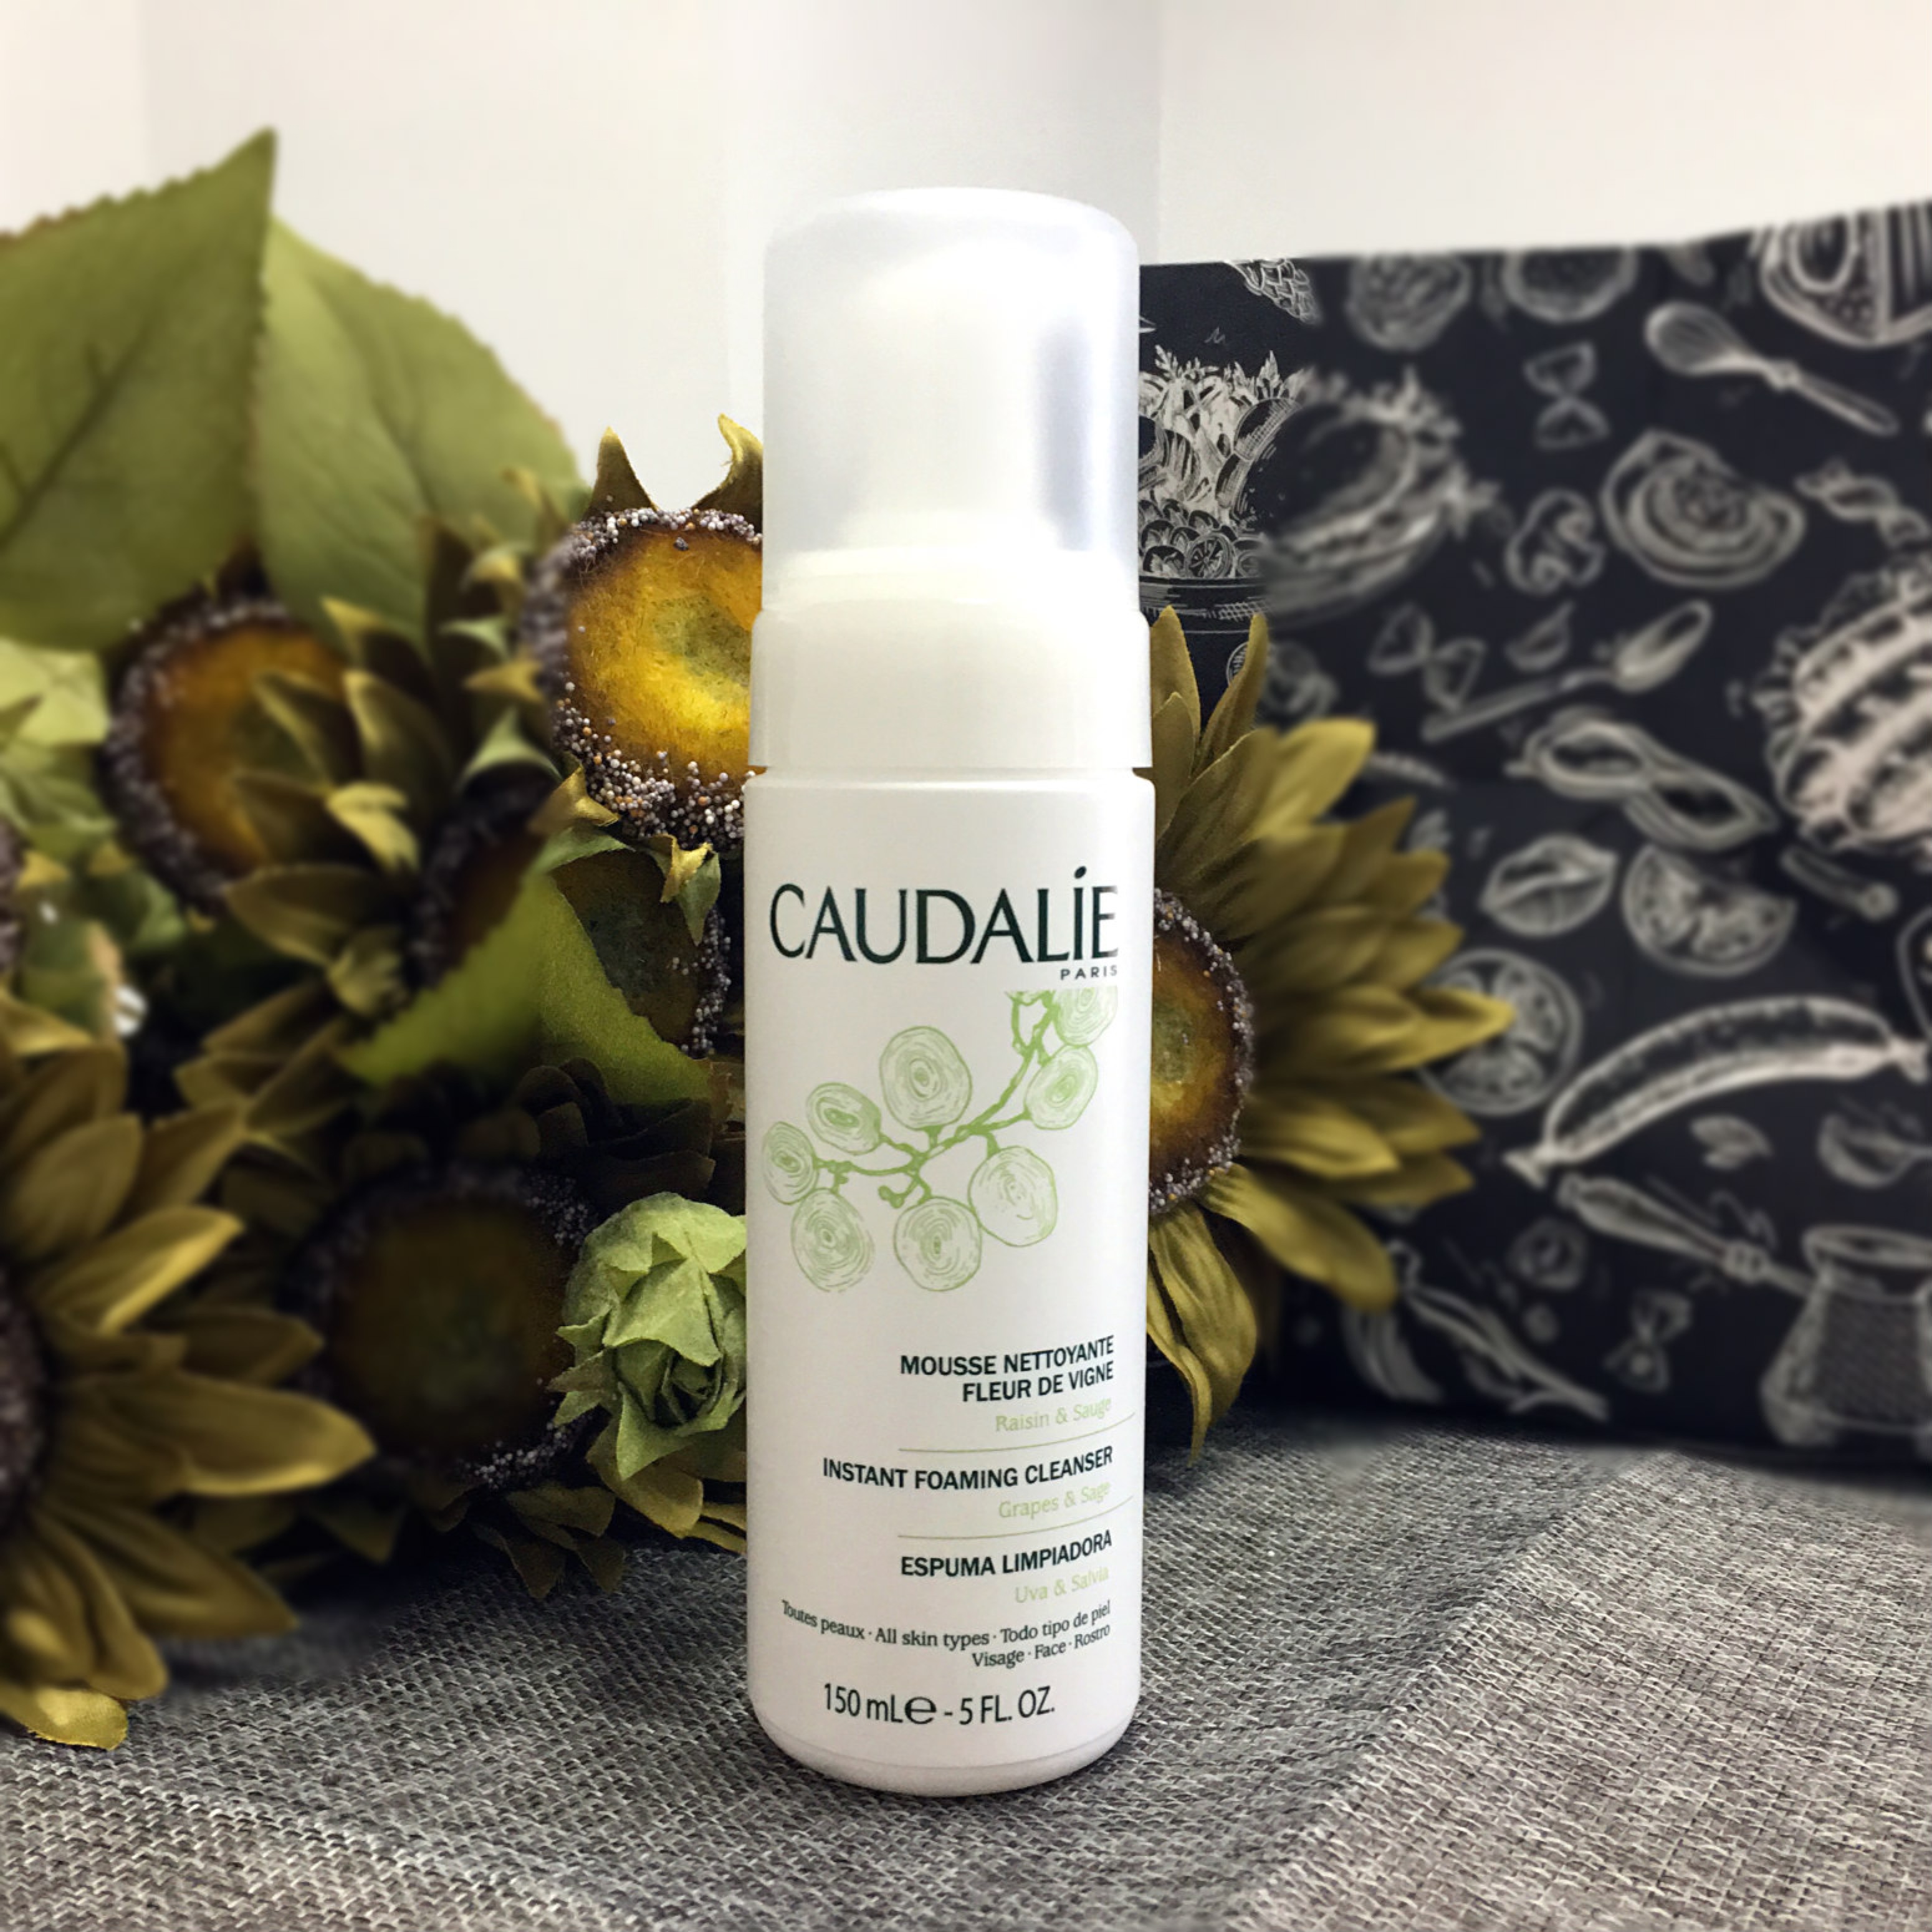 CAUDALÍE
PARIS
MOUSSE NETTOYANTE
FLEUR DE VIGNE
Raisin & Sauge
INSTANT FOAMING CLEANSER
Grapes & Sage
ESPUMA LIMPIADORA
Uva & Salvia
Toutes peaux · All skin types · Todo tipo de piel
Visage · Face · Rostro
150 mL e - 5 FL. OZ.